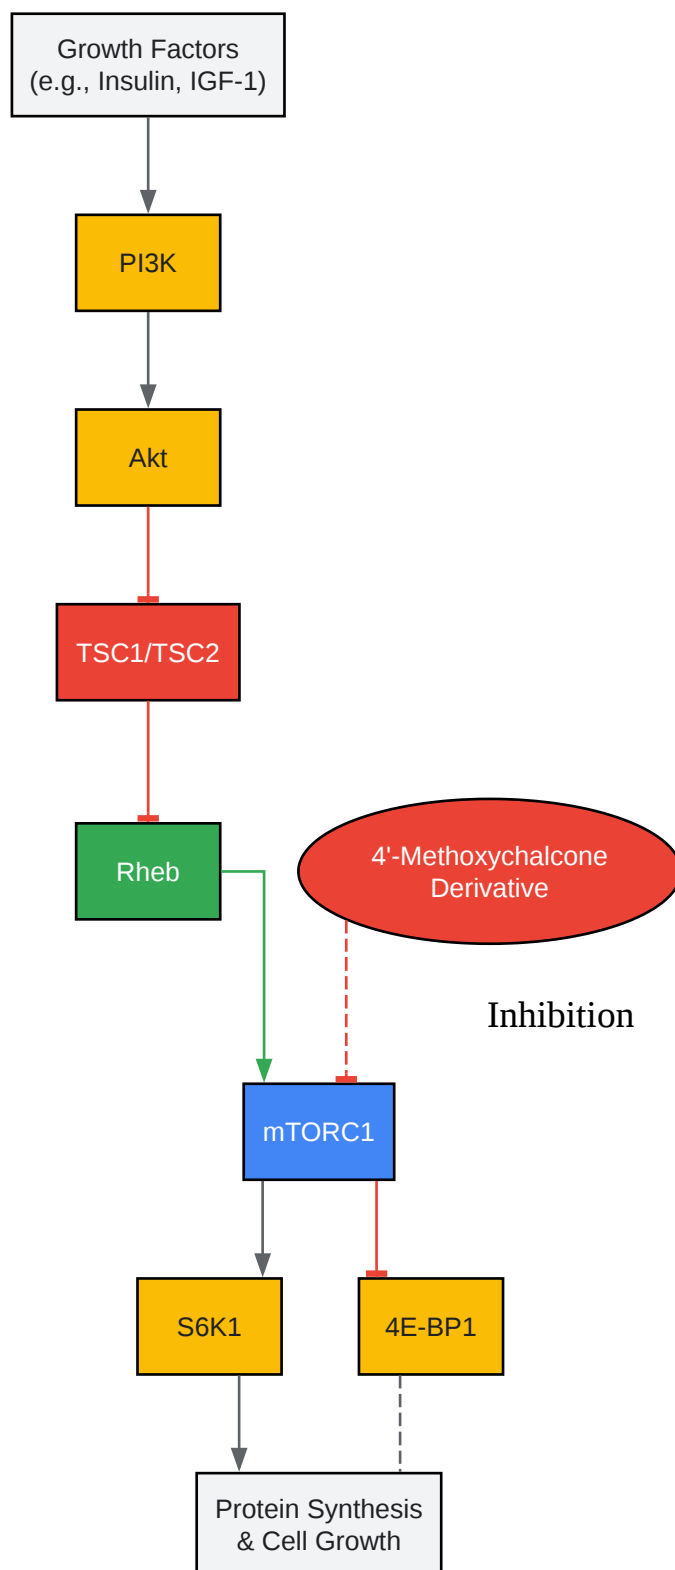 Growth Factors
(e.g., Insulin, IGF-1)
PI3K
Akt
TSC1/TSC2
Rheb
4'-Methoxychalcone
Derivative
Inhibition
mTORC1
S6K1
4E-BP1
Protein Synthesis
& Cell Growth